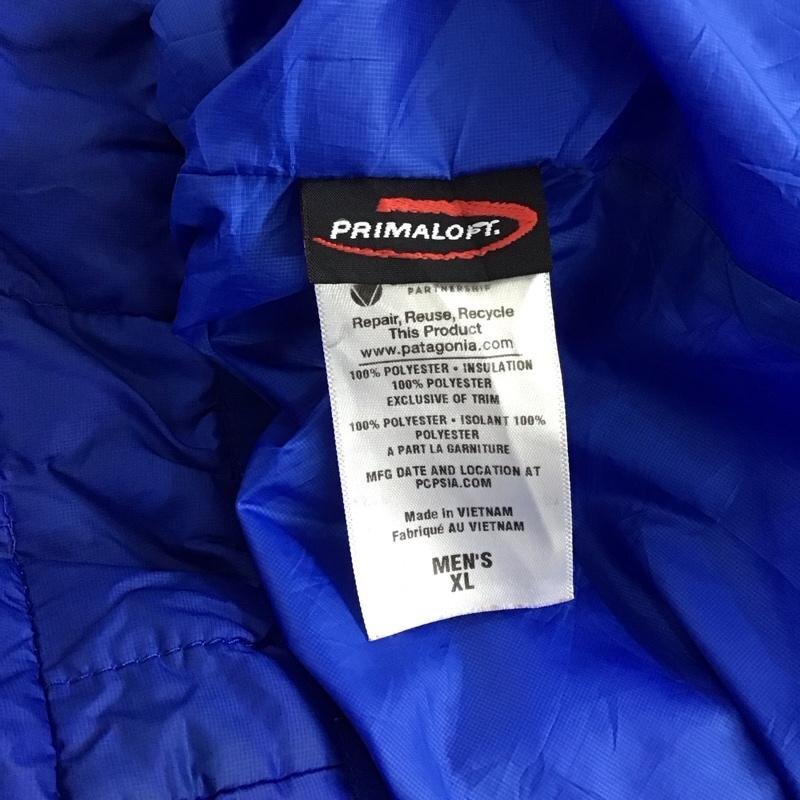 PRIMALOFT.
PARTNERSHIP
Repair, Reuse, Recycle
This Product
www.patagonia.com
100% POLYESTER • INSULATION
100% POLYESTER
EXCLUSIVE OF TRIM
100% POLYESTER • ISOLANT 100%
POLYESTER
A PART LA GARNITURE
MFG DATE AND LOCATION AT
PCPSIA.COM
Made in VIETNAM
Fabriqué AU VIETNAM
MEN'S
XL